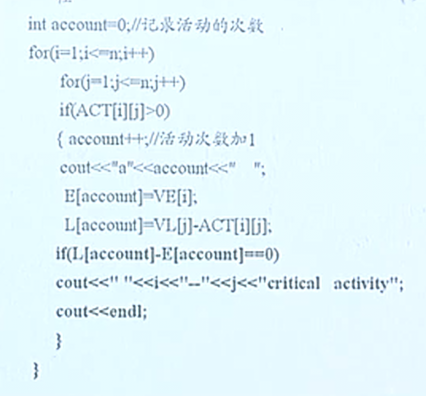 int account=0;//记录活动的次数
for(i=1;i<=n;i++)
for(j=1;j<=n;j++)
if(ACT[i][j]>0)
{ account++;//活动次数加1
cout<<"a"<<account<<"    ";
E[account]=VE[i];
L[account]=VL[j]-ACT[i][j];
if(L[account]-E[account]==0)
cout<<" "<<i<<"--"<<j<<"critical   activity";
cout<<endl;
}
}